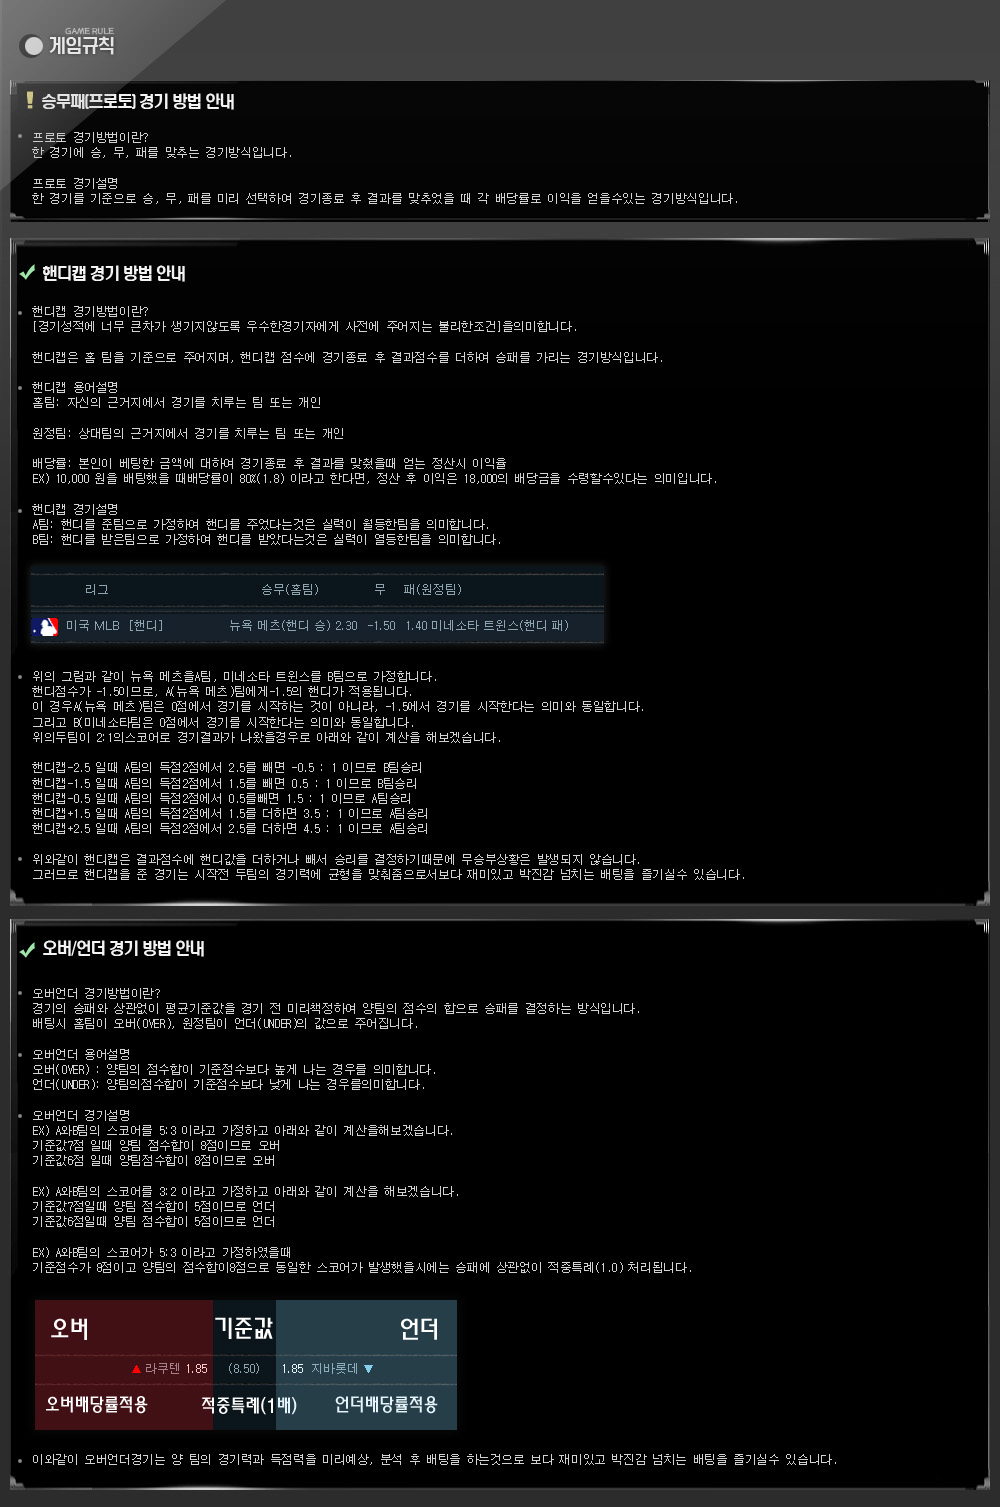 GAME RULE
게임규칙
승무패(프로토) 경기 방법 안내
프로토 경기방법이란?
한 경기에 승, 무, 패를 맞추는 경기방식입니다.
프로토 경기설명
한 경기를 기준으로 승, 무, 패를 미리 선택하여 경기종료 후 결과를 맞추었을 때 각 배당률로 이익을 얻을수있는 경기방식입니다.
핸디캡 경기 방법 안내
핸디캡 경기방법이란?
[경기성적에 너무 큰차가 생기지않도록 우수한경기자에게 사전에 주어지는 불리한조건]을의미합니다.
핸디캡은 홈 팀을 기준으로 주어지며, 핸디캡 점수에 경기종료 후 결과점수를 더하여 승패를 가리는 경기방식입니다.
핸디캡 용어설명
홈팀: 자신의 근거지에서 경기를 치루는 팀 또는 개인
원정팀: 상대팀의 근거지에서 경기를 치루는 팀 또는 개인
배당률: 본인이 베팅한 금액에 대하여 경기종료 후 결과를 맞췄을때 얻는 정산시 이익율
EX) 10,000 원을 배팅했을 때배당률이 80%(1.8) 이라고 한다면, 정산 후 이익은 18,000의 배당금을 수령할수있다는 의미입니다.
핸디캡 경기설명
A팀: 핸디를 준팀으로 가정하여 핸디를 주었다는것은 실력이 월등한팀을 의미합니다.
B팀: 핸디를 받은팀으로 가정하여 핸디를 받았다는것은 실력이 열등한팀을 의미합니다.
리그 승무(홈팀) 무 패(원정팀)
미국 MLB [핸디] 뉴욕 메츠(핸디 승) 2.30 -1.50 1.40 미네소타 트윈스(핸디 패)
위의 그림과 같이 뉴욕 메츠을A팀, 미네소타 트윈스를 B팀으로 가정합니다.
핸디점수가 -1.5이므로, A(뉴욕 메츠)팀에게-1.5의 핸디가 적용됩니다.
이 경우A(뉴욕 메츠)팀은 0점에서 경기를 시작하는 것이 아니라, -1.5에서 경기를 시작한다는 의미와 동일합니다.
그리고 B(미네소타팀은 0점에서 경기를 시작한다는 의미와 동일합니다.
위의두팀이 2:1의스코어로 경기결과가 나왔을경우로 아래와 같이 계산을 해보겠습니다.
핸디캡-2.5 일때 A팀의 득점2점에서 2.5를 빼면 -0.5 : 1 이므로 B팀승리
핸디캡-1.5 일때 A팀의 득점2점에서 1.5를 빼면 0.5 : 1 이므로 B팀승리
핸디캡-0.5 일때 A팀의 득점2점에서 0.5를빼면 1.5 : 1 이므로 A팀승리
핸디캡+1.5 일때 A팀의 득점2점에서 1.5를 더하면 3.5 : 1 이므로 A팀승리
핸디캡+2.5 일때 A팀의 득점2점에서 2.5를 더하면 4.5 : 1 이므로 A팀승리
위와같이 핸디캡은 결과점수에 핸디값을 더하거나 빼서 승리를 결정하기때문에 무승부상황은 발생되지 않습니다.
그러므로 핸디캡을 준 경기는 시작전 두팀의 경기력에 균형을 맞춰줌으로서보다 재미있고 박진감 넘치는 배팅을 즐기실수 있습니다.
오버/언더 경기 방법 안내
오버언더 경기방법이란?
경기의 승패와 상관없이 평균기준값을 경기 전 미리책정하여 양팀의 점수의 합으로 승패를 결정하는 방식입니다.
배팅시 홈팀이 오버(OVER), 원정팀이 언더(UNDER)의 값으로 주어집니다.
오버언더 용어설명
오버(OVER) : 양팀의 점수합이 기준점수보다 높게 나는 경우를 의미합니다.
언더(UNDER): 양팀의점수합이 기준점수보다 낮게 나는 경우를의미합니다.
오버언더 경기설명
EX) A와B팀의 스코어를 5:3 이라고 가정하고 아래와 같이 계산을해보겠습니다.
기준값7점 일때 양팀 점수합이 8점이므로 오버
기준값6점 일때 양팀점수합이 8점이므로 오버
EX) A와B팀의 스코어를 3:2 이라고 가정하고 아래와 같이 계산을 해보겠습니다.
기준값7점일때 양팀 점수합이 5점이므로 언더
기준값6점일때 양팀 점수합이 5점이므로 언더
EX) A와B팀의 스코어가 5:3 이라고 가정하였을때
기준점수가 8점이고 양팀의 점수합이8점으로 동일한 스코어가 발생했을시에는 승패에 상관없이 적중특례(1.0)처리됩니다.
오버 기준값 언더
▲ 라쿠텐 1.85 (8.50) 1.85 지바롯데 ▼
오버배당률적용 적중특례(1배) 언더배당률적용
이와같이 오버언더경기는 양 팀의 경기력과 득점력을 미리예상, 분석 후 배팅을 하는것으로 보다 재미있고 박진감 넘치는 배팅을 즐기실수 있습니다.